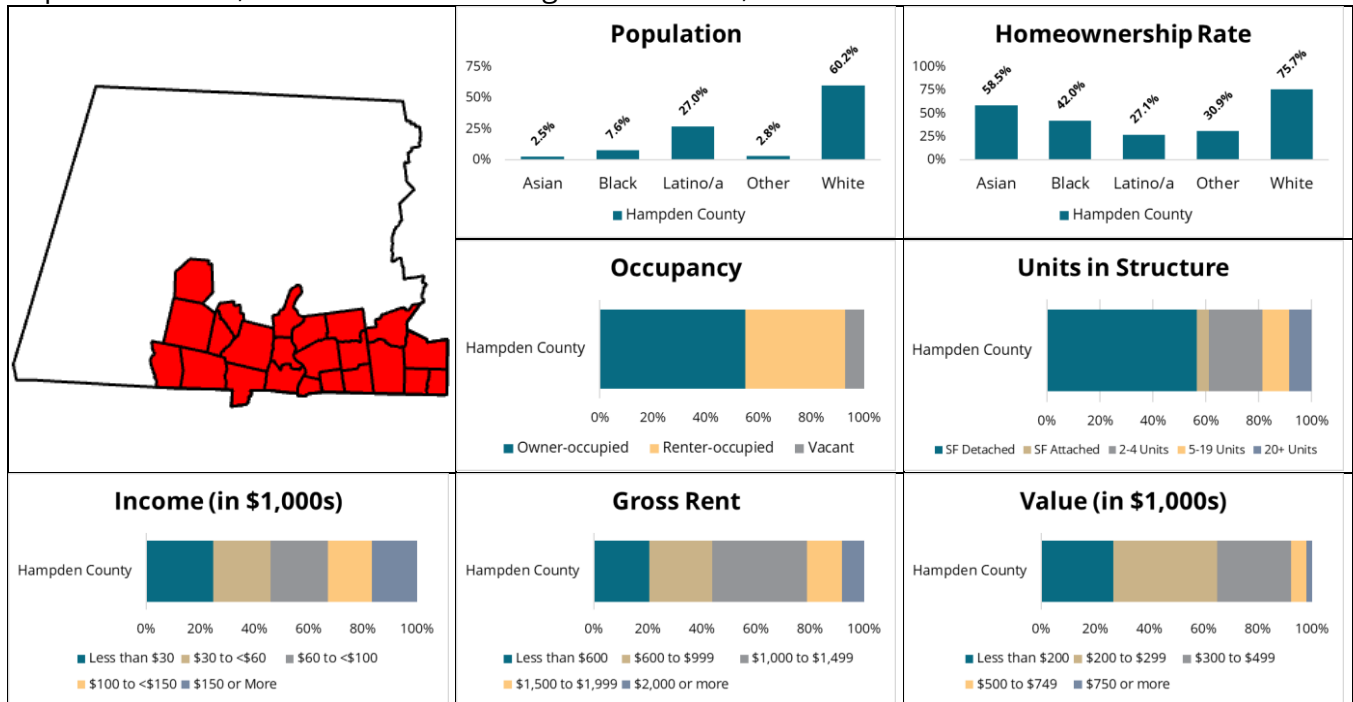 Population
75%
50%
25%
0%
2.5%
7.6%
27.0%
2.8%
60.2%
Asian Black Latino/a Other White
Hampden County
Homeownership Rate
100%
75%
50%
25%
0%
58.5%
42.0%
27.1%
30.9%
75.7%
Asian Black Latino/a Other White
Hampden County
Occupancy
Hampden County
0% 20% 40% 60% 80% 100%
Owner-occupied Renter-occupied Vacant
Units in Structure
Hampden County
0% 20% 40% 60% 80% 100%
SF Detached SF Attached 2-4 Units 5-19 Units 20+ Units
Income (in $1,000s)
Hampden County
0% 20% 40% 60% 80% 100%
Less than $30 $30 to <$60 $60 to <$100
$100 to <$150 $150 or More
Gross Rent
Hampden County
0% 20% 40% 60% 80% 100%
Less than $600 $600 to $999 $1,000 to $1,499
$1,500 to $1,999 $2,000 or more
Value (in $1,000s)
Hampden County
0% 20% 40% 60% 80% 100%
Less than $200 $200 to $299 $300 to $499
$500 to $749 $750 or more